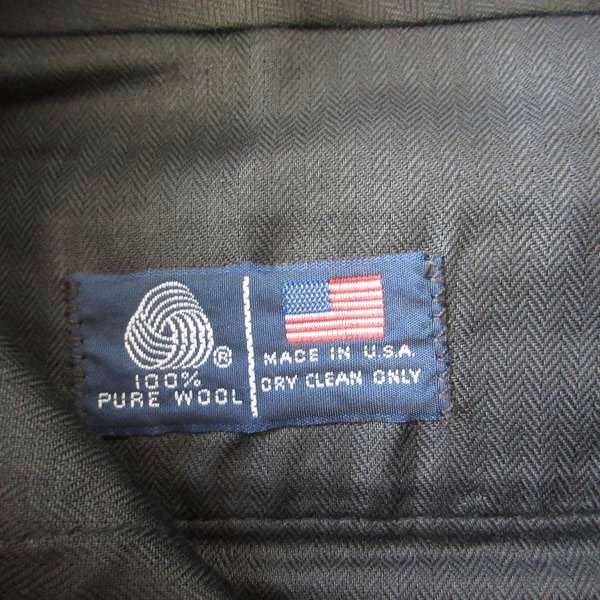 ®
100%
PURE WOOL
MADE IN U.S.A.
DRY CLEAN ONLY